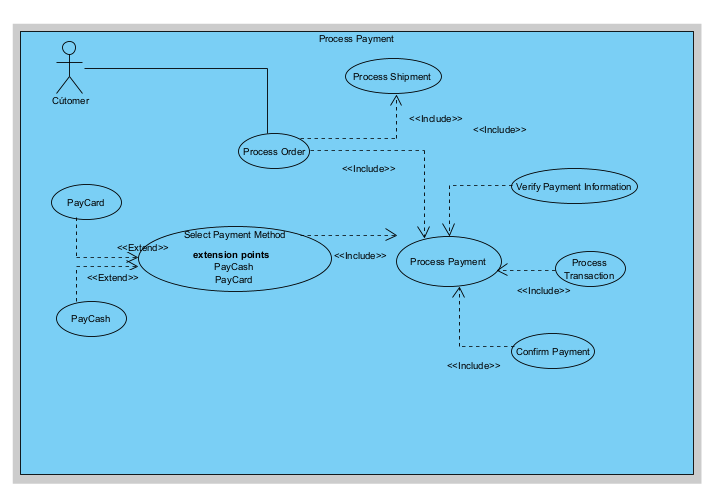 Process Payment
Cútomer
Process Shipment
<<Include>>
<<Include>>
Process Order
<<Include>>
Verify Payment Information
PayCard
Select Payment Method
extension points
PayCash
PayCard
<<Extend>>
<<Include>>
Process Payment
Process
Transaction
<<Extend>>
<<Include>>
PayCash
Confirm Payment
<<Include>>